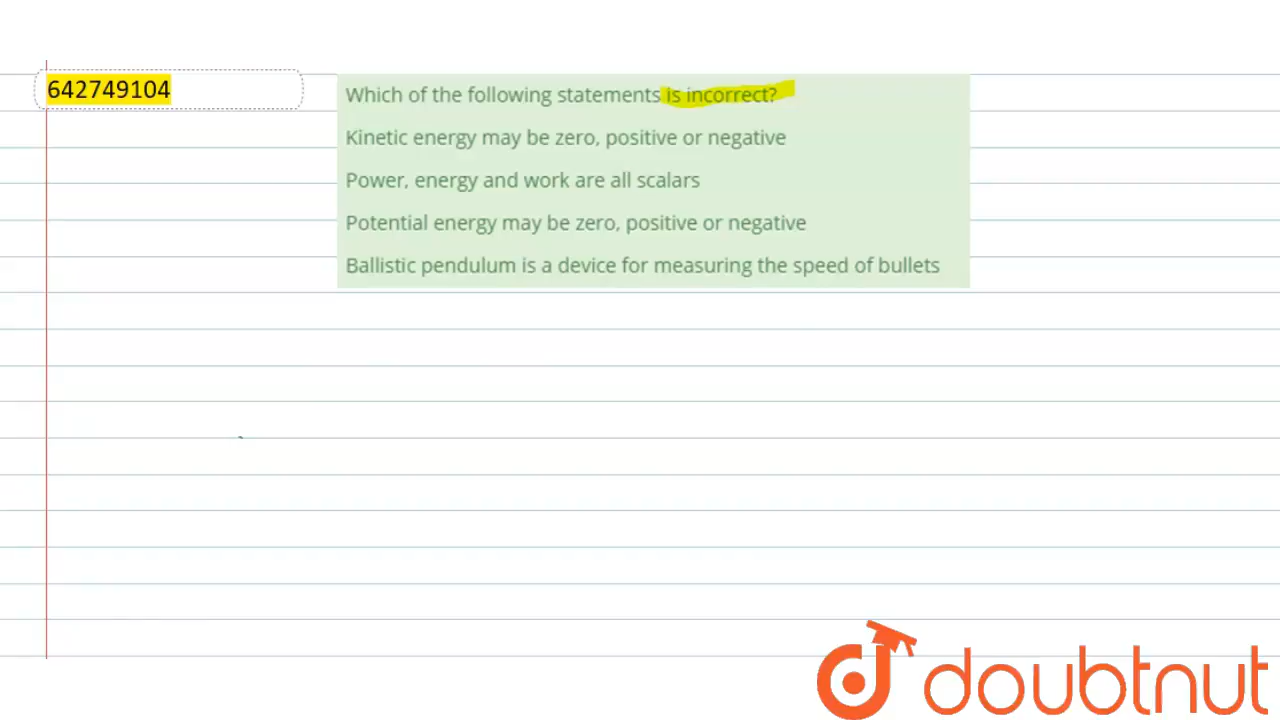 642749104
Which of the following statements is incorrect?
Kinetic energy may be zero, positive or negative
Power, energy and work are all scalars
Potential energy may be zero, positive or negative
Ballistic pendulum is a device for measuring the speed of bullets
doubtnut